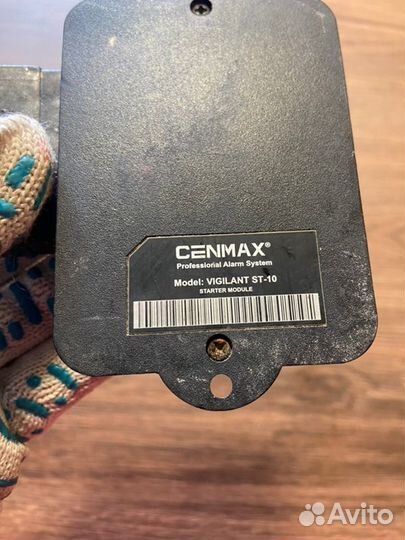 CENMAX®
Professional Alarm System
Model: VIGILANT ST-10
STARTER MODULE
Avito